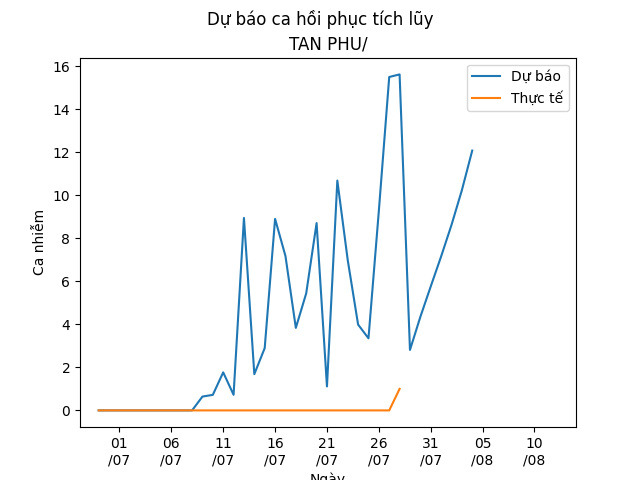 Dự báo ca hồi phục tích lũy
TAN PHU/
Dự báo
Thực tế
Ca nhiễm
16
14
12
10
8
6
4
2
0
01 06 11 16 21 26 31 05 10
/07 /07 /07 /07 /07 /07 /07 /08 /08
Ngày